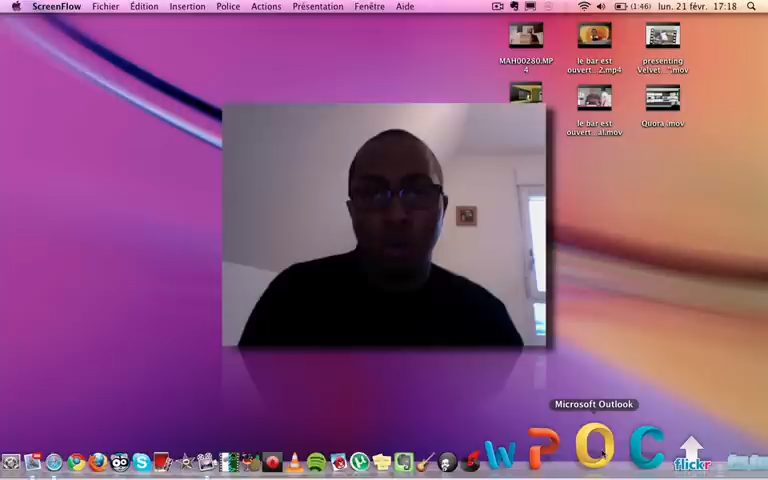 ScreenFlow Fichier Édition Insertion Police Actions Présentation Fenêtre Aide (1:46) lun. 21 févr. 17:18
MAH00280.MP
4
le bar est
ouvert...2.mp4
presenting
Velvet...".mov
le bar est
ouvert...al.mov
Quora.mov
Microsoft Outlook
W P O C
flickr